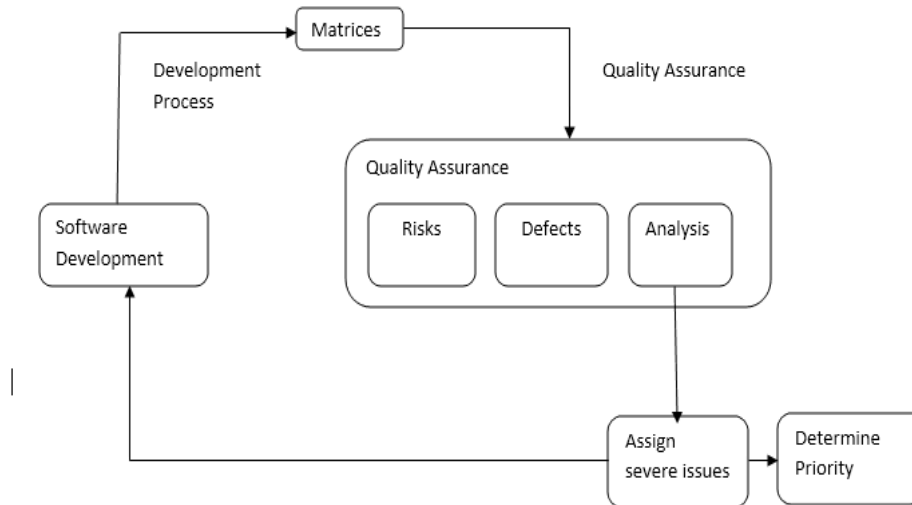 Matrices
Development
Process
Quality Assurance
Quality Assurance
Risks
Defects
Analysis
Software
Development
Assign
severe issues
Determine
Priority